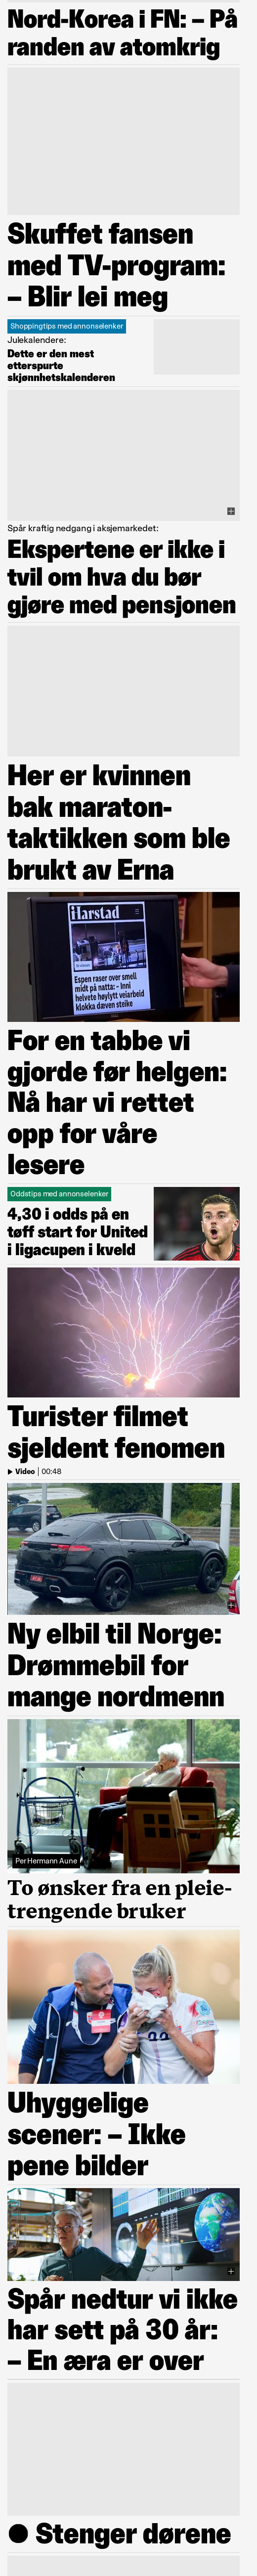 Nord-Korea i FN: – På
randen av atomkrig
Skuffet fansen
med TV-program:
– Blir lei meg
Shoppingtips med annonselenker
Julekalendere:
Dette er den mest
etterspurte
skjønnhetskalenderen
Spår kraftig nedgang i aksjemarkedet:
Ekspertene er ikke i
tvil om hva du bør
gjøre med pensjonen
Her er kvinnen
bak maraton-
taktikken som ble
brukt av Erna
iHarstad
Espen raser over smell
midt på natta: – Inni
helvete høylytt veiarbeid
klokka dåven steike
For en tabbe vi
gjorde før helgen:
Nå har vi rettet
opp for våre
lesere
Oddstips med annonselenker
4,30 i odds på en
tøff start for United
i ligacupen i kveld
Turister filmet
sjeldent fenomen
Video | 00:48
Ny elbil til Norge:
Drømmebil for
mange nordmenn
Per Hermann Aune
To ønsker fra en pleie-
trengende bruker
Uhyggelige
scener: – Ikke
pene bilder
Spår nedtur vi ikke
har sett på 30 år:
– En æra er over
● Stenger dørene